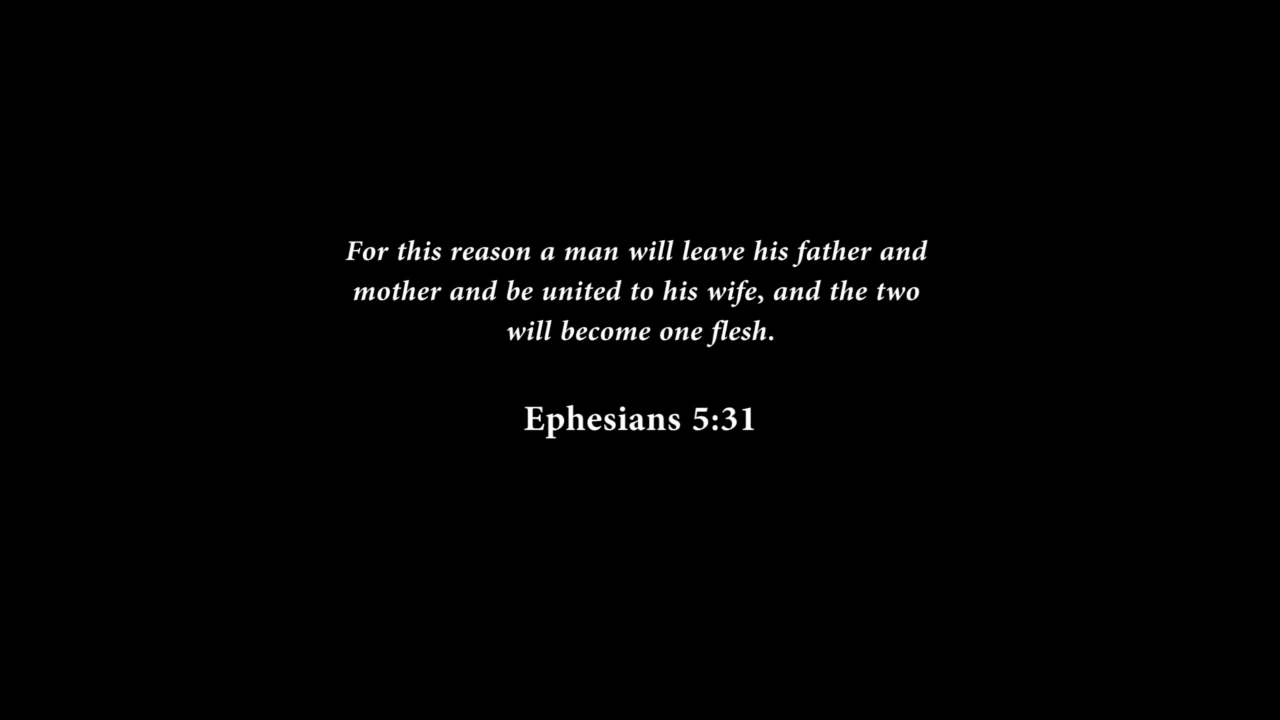 For this reason a man will leave his father and
mother and be united to his wife, and the two
will become one flesh.
Ephesians 5:31